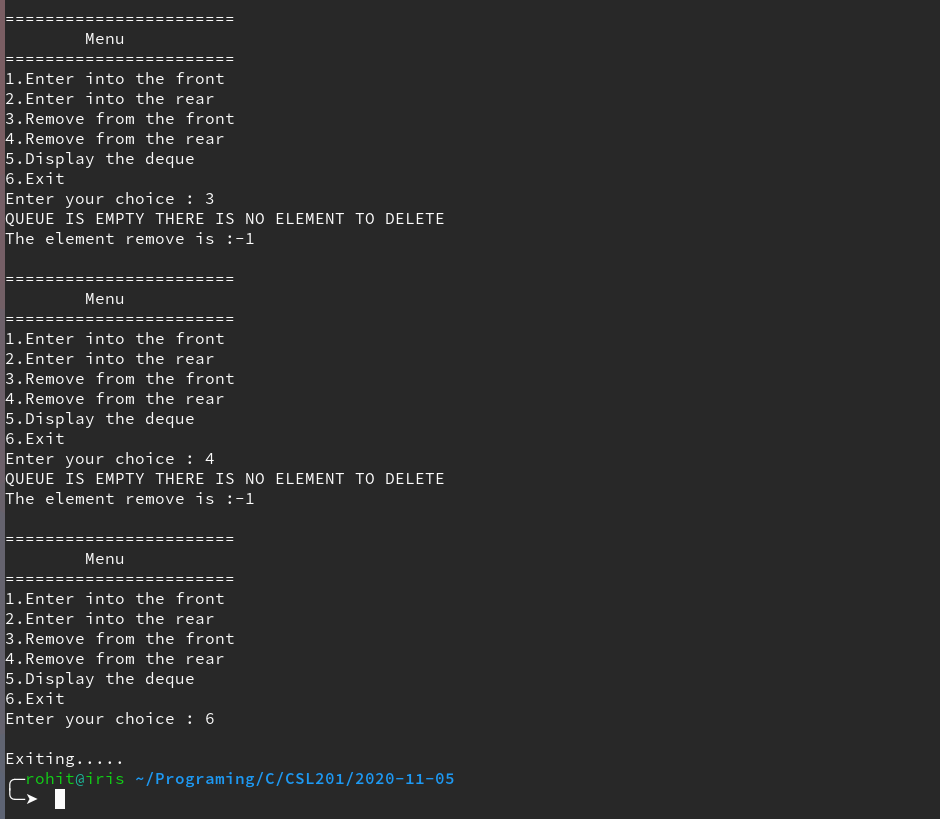 =======================
        Menu
=======================
1.Enter into the front
2.Enter into the rear
3.Remove from the front
4.Remove from the rear
5.Display the deque
6.Exit
Enter your choice : 3
QUEUE IS EMPTY THERE IS NO ELEMENT TO DELETE
The element remove is :-1

=======================
        Menu
=======================
1.Enter into the front
2.Enter into the rear
3.Remove from the front
4.Remove from the rear
5.Display the deque
6.Exit
Enter your choice : 4
QUEUE IS EMPTY THERE IS NO ELEMENT TO DELETE
The element remove is :-1

=======================
        Menu
=======================
1.Enter into the front
2.Enter into the rear
3.Remove from the front
4.Remove from the rear
5.Display the deque
6.Exit
Enter your choice : 6

Exiting.....
╭─rohit@iris ~/Programing/C/CSL201/2020-11-05
╰─➤